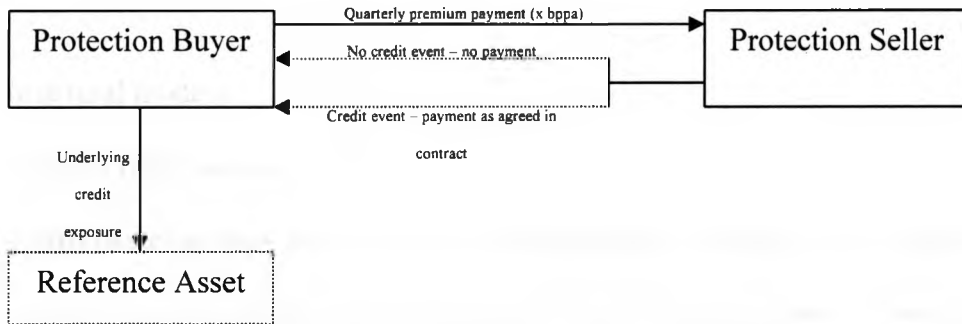 Quarterly premium payment (x bppa)
Protection Buyer
Protection Seller
No credit event – no payment
Credit event – payment as agreed in
contract
Underlying
credit
exposure
Reference Asset